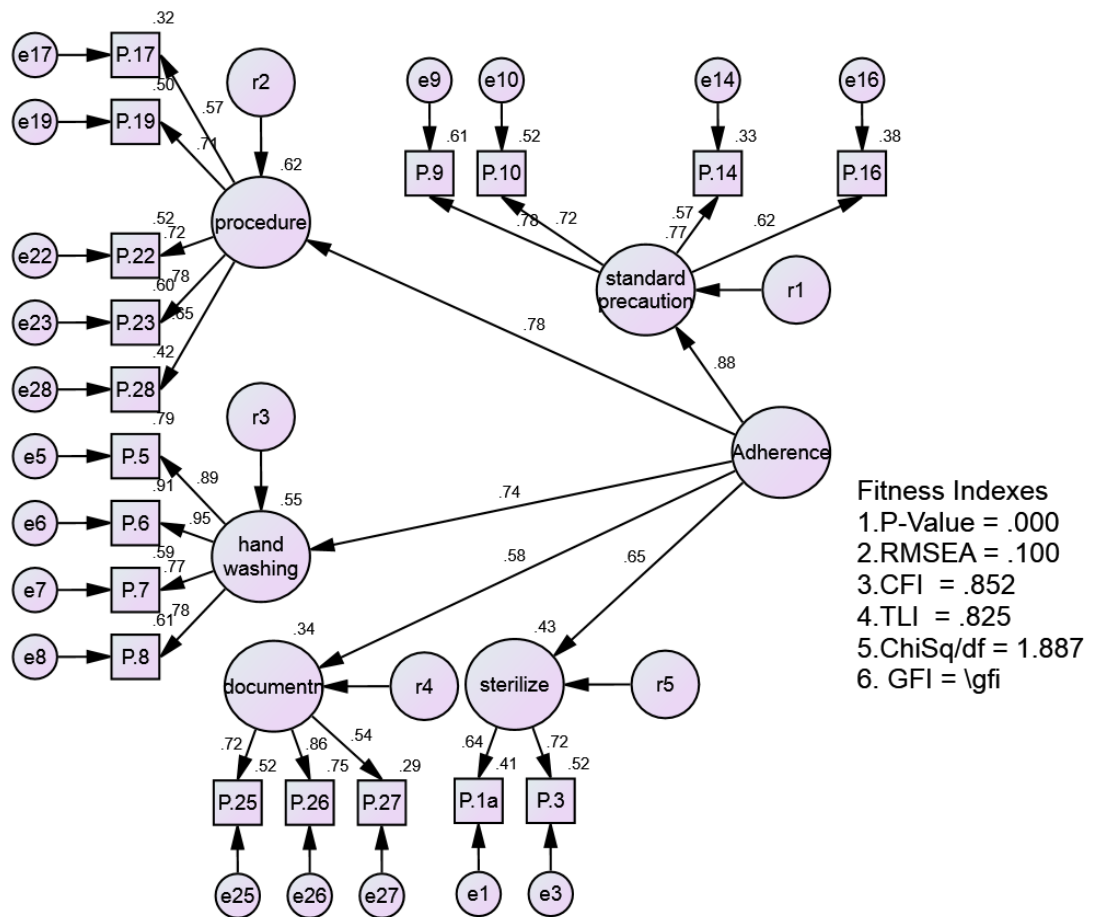 .32
e17
P.17
.50
.57
r2
e19
P.19
.71
.62
procedure
.52
.72
e22
P.22
.78
.60
e23
P.23
.65
.42
e28
P.28
e9
e10
e14
e16
.61
.52
.33
.38
P.9
P.10
P.14
P.16
.78
.72
.57
.77
.62
standard
precaution
r1
.78
.88
Adherence
.79
r3
e5
P.5
.89
.91
.55
e6
P.6
.95
hand
washing
.59
.77
e7
P.7
.78
.61
e8
P.8
.74
.58
.65
.34
.43
documentn
r4
sterilize
r5
.72
.86
.54
.64
.72
.52
.75
.29
.41
.52
P.25
P.26
P.27
P.1a
P.3
e25
e26
e27
e1
e3
Fitness Indexes
1.P-Value = .000
2.RMSEA = .100
3.CFI = .852
4.TLI = .825
5.ChiSq/df = 1.887
6. GFI = \gfi